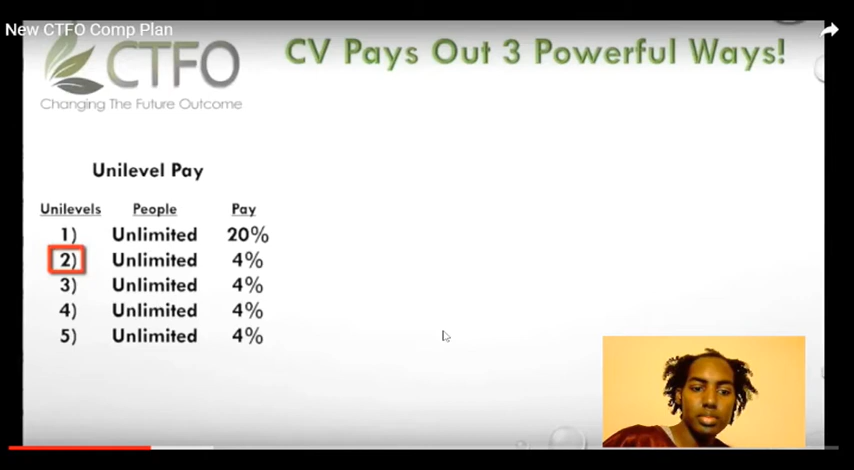 New CTFO Comp Plan
CTFO
Changing The Future Outcome
CV Pays Out 3 Powerful Ways!
Unilevel Pay
Unilevels People Pay
1) Unlimited 20%
2) Unlimited 4%
3) Unlimited 4%
4) Unlimited 4%
5) Unlimited 4%